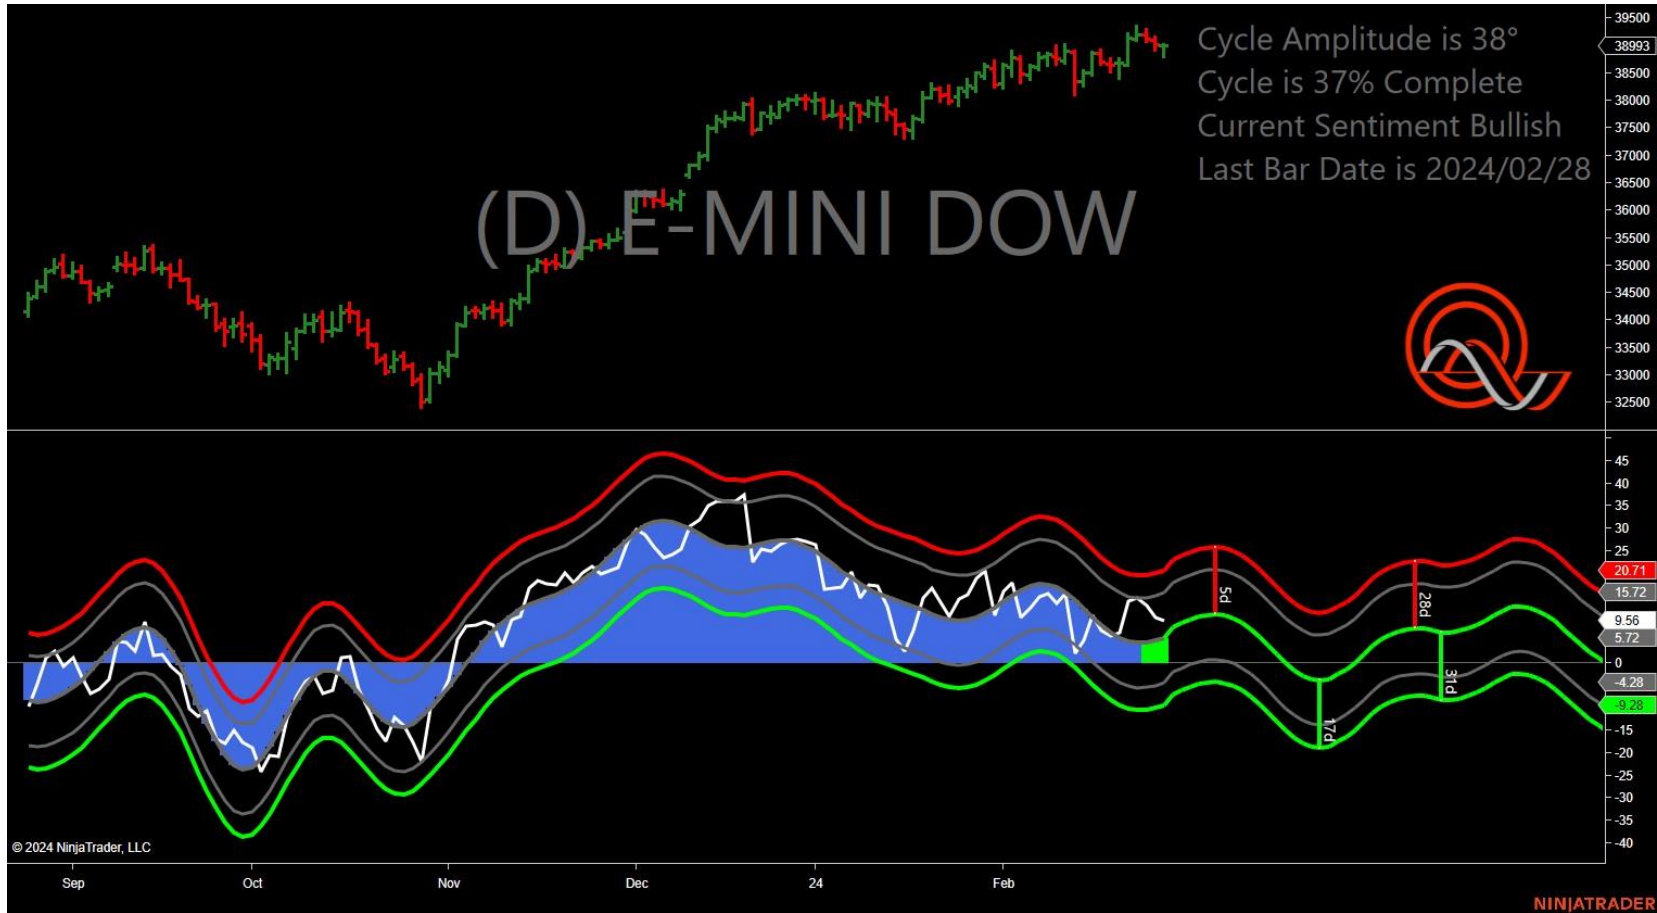 39500
38993
38500
38000
37500
37000
36500
36000
35500
35000
34500
34000
33500
33000
32500
Cycle Amplitude is 38°
Cycle is 37% Complete
Current Sentiment Bullish
Last Bar Date is 2024/02/28
(D) E-MINI DOW
45
40
35
30
25
20.71
15.72
9.56
5.72
0
-4.28
-9.28
-15
-20
-25
-30
-35
-40
5d
28d
17d
31d
© 2024 NinjaTrader, LLC
Sep Oct Nov Dec 24 Feb
NINJATRADER